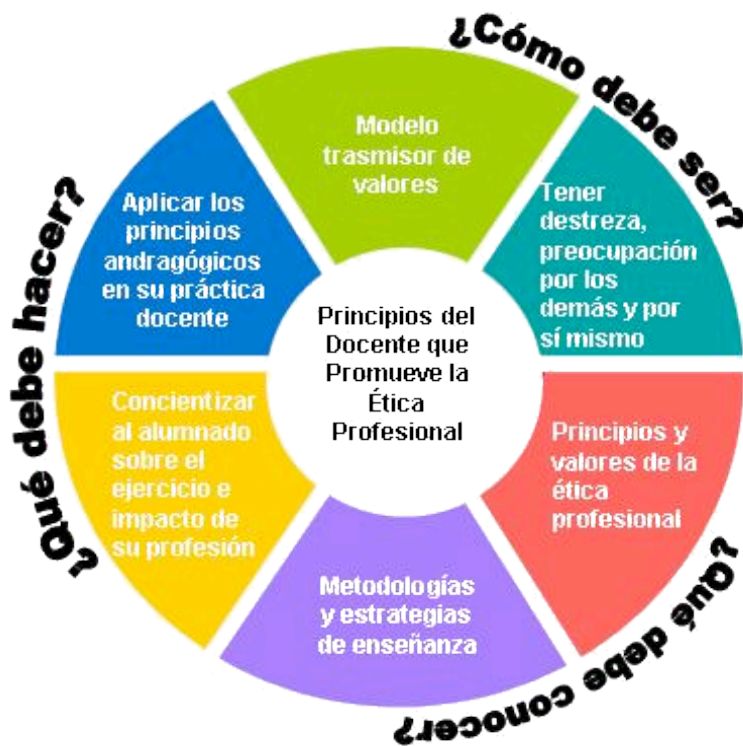 ¿Cómo debe ser?
Modelo
trasmisor de
valores
Tener
destreza,
preocupación
por los
demás y por
sí mismo
¿Qué debe conocer?
Principios y
valores de la
ética
profesional
Metodologías
y estrategias
de enseñanza
¿Qué debe hacer?
Concientizar
al alumnado
sobre el
ejercicio e
impacto de
su profesión
Aplicar los
principios
andragógicos
en su práctica
docente
Principios del
Docente que
Promueve la
Ética
Profesional